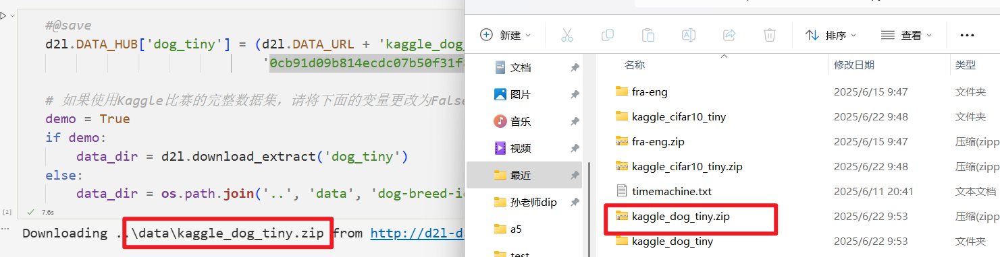 #@save
d2l.DATA_HUB['dog_tiny'] = (d2l.DATA_URL + 'kaggle_dog_
'0cb91d09b814ecdc07b50f31f
# 如果使用Kaggle比赛的完整数据集，请将下面的变量更改为False
demo = True
if demo:
data_dir = d2l.download_extract('dog_tiny')
else:
data_dir = os.path.join('..', 'data', 'dog-breed-i
[2]
7.6s
Downloading ..\data\kaggle_dog_tiny.zip from http://d2l-d
新建
排序
查看
文档
图片
音乐
视频
最近
孙老师dip
a5
test
名称 修改日期 类型
fra-eng 2025/6/15 9:47 文件夹
kaggle_cifar10_tiny 2025/6/22 9:48 文件夹
fra-eng.zip 2025/6/15 9:47 压缩(zipp
kaggle_cifar10_tiny.zip 2025/6/22 9:48 压缩(zipp
timemachine.txt 2025/6/11 20:41 文本文档
kaggle_dog_tiny.zip 2025/6/22 9:53 压缩(zipp
kaggle_dog_tiny 2025/6/22 9:53 文件夹